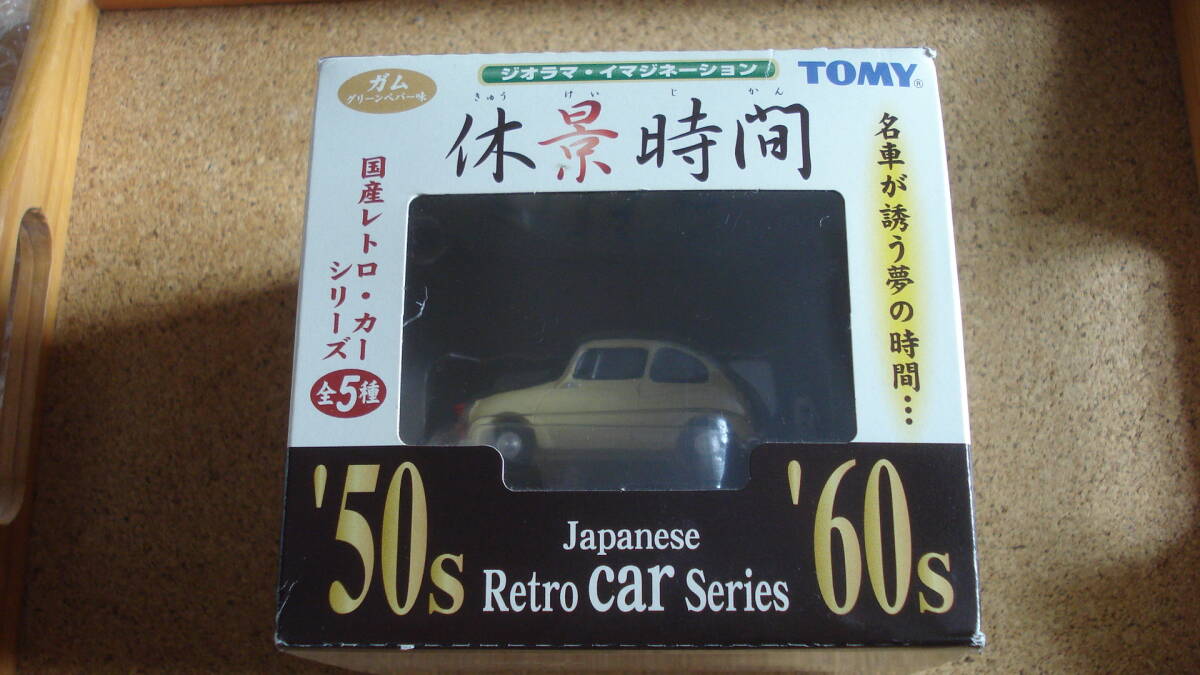 ガム
グリーンペパー味
ジオラマ・イマジネーション
TOMY®
きゅう けい じ かん
休景時間
名車が誘う夢の時間…
国産レトロ・カー
シリーズ
全5種
'50s
Japanese
Retro car Series
'60s